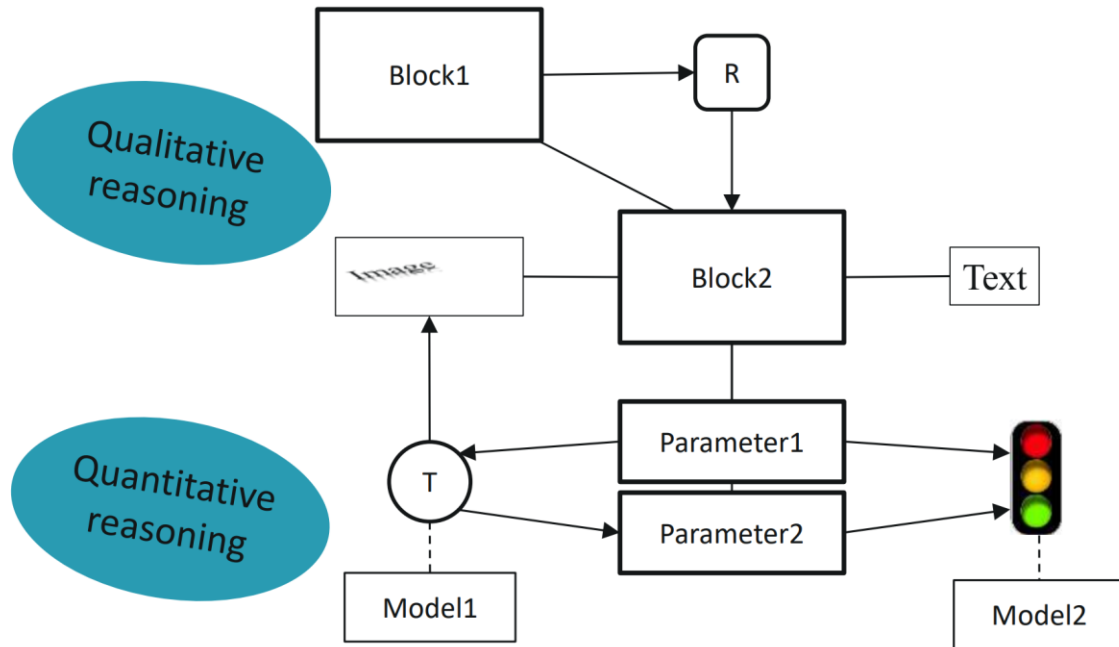 Block1
R
Qualitative
reasoning
Image
Block2
Text
Parameter1
Quantitative
reasoning
T
Parameter2
Model1
Model2